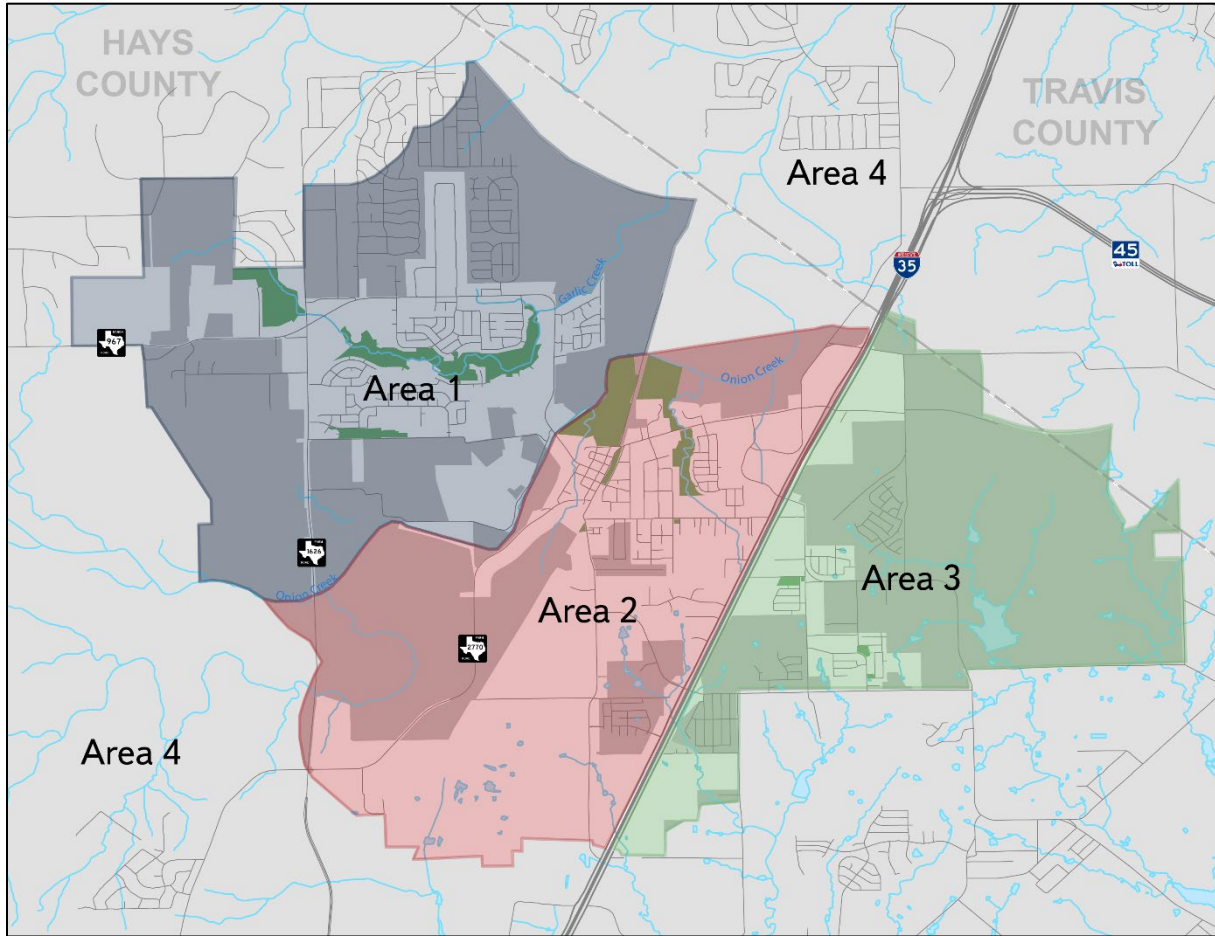 HAYS
COUNTY
TRAVIS
COUNTY
Area 4
45
TOLL
35
Garlic Creek
967
Area 1
Onion Creek
1626
Onion Creek
Area 2
Area 3
2770
Area 4